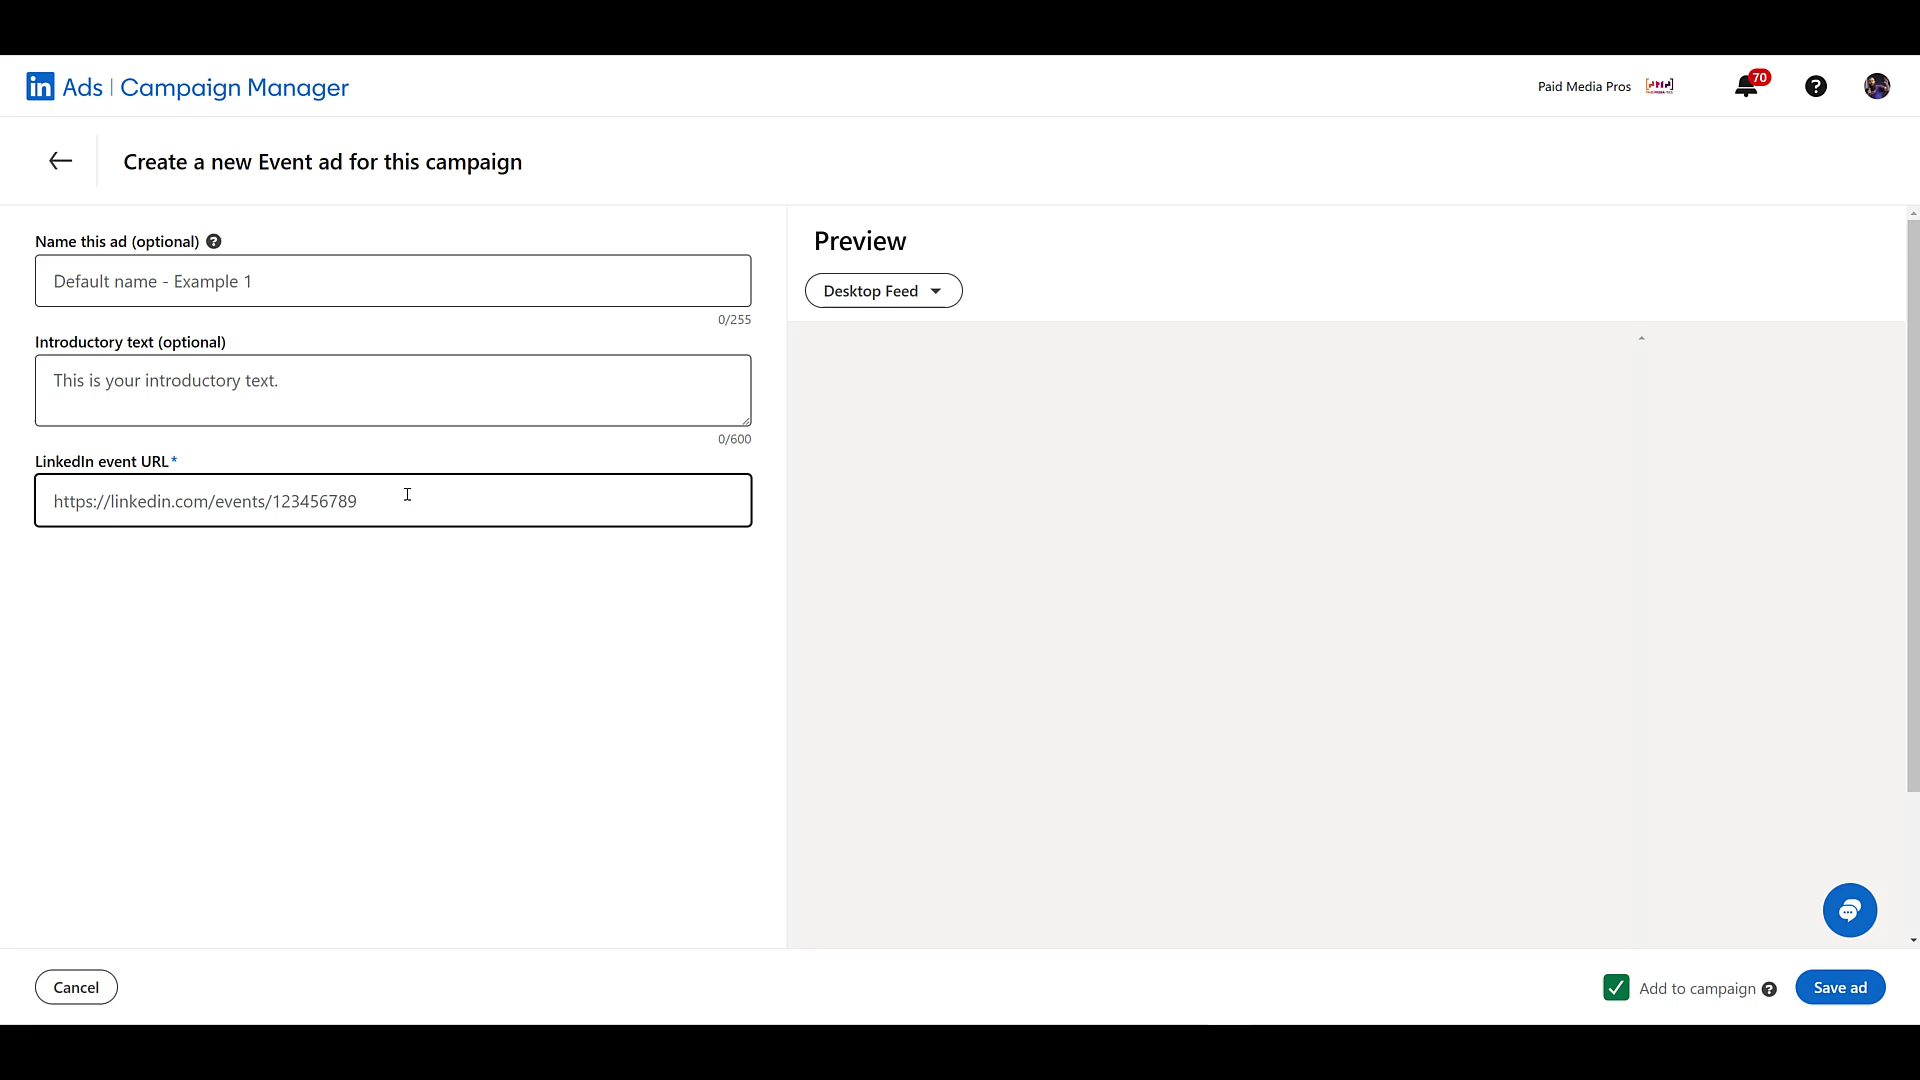 in Ads | Campaign Manager
Paid Media Pros
70
Create a new Event ad for this campaign
Name this ad (optional)
Default name - Example 1
0/255
Introductory text (optional)
This is your introductory text.
0/600
LinkedIn event URL*
https://linkedin.com/events/123456789
Preview
Desktop Feed
Cancel
Add to campaign
Save ad